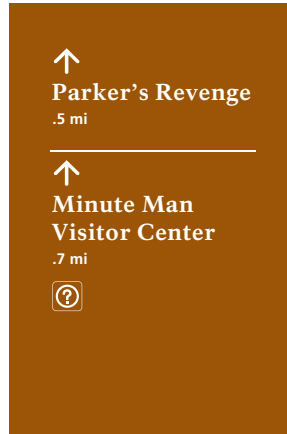 Parker’s Revenge
.5 mi
Minute Man
Visitor Center
.7 mi
?